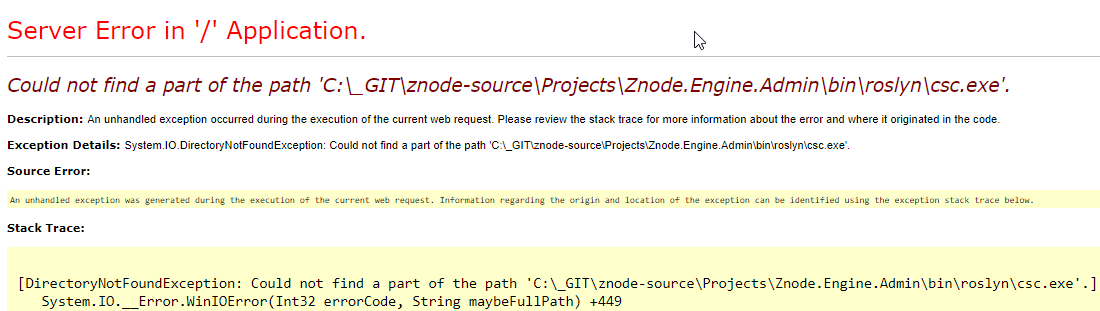 Server Error in '/' Application.
Could not find a part of the path 'C:\_GIT\znode-source\Projects\Znode.Engine.Admin\bin\roslyn\csc.exe'.
Description: An unhandled exception occurred during the execution of the current web request. Please review the stack trace for more information about the error and where it originated in the code.
Exception Details: System.IO.DirectoryNotFoundException: Could not find a part of the path 'C:\_GIT\znode-source\Projects\Znode.Engine.Admin\bin\roslyn\csc.exe'.
Source Error:
An unhandled exception was generated during the execution of the current web request. Information regarding the origin and location of the exception can be identified using the exception stack trace below.
Stack Trace:
[DirectoryNotFoundException: Could not find a part of the path 'C:\_GIT\znode-source\Projects\Znode.Engine.Admin\bin\roslyn\csc.exe'.]
System.IO.__Error.WinIOError(Int32 errorCode, String maybeFullPath) +449